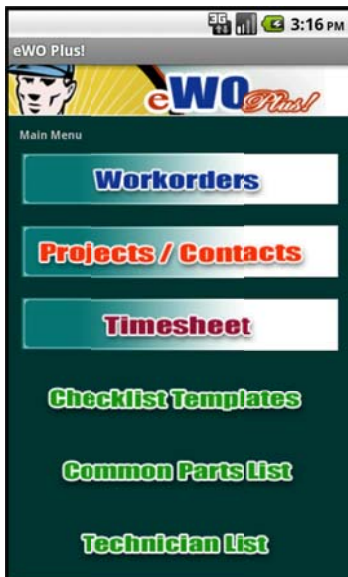 3G 3:16 PM
eWO Plus!
eWO Plus!
Main Menu
Workorders
Projects / Contacts
Timesheet
Checklist Templates
Common Parts List
Technician List